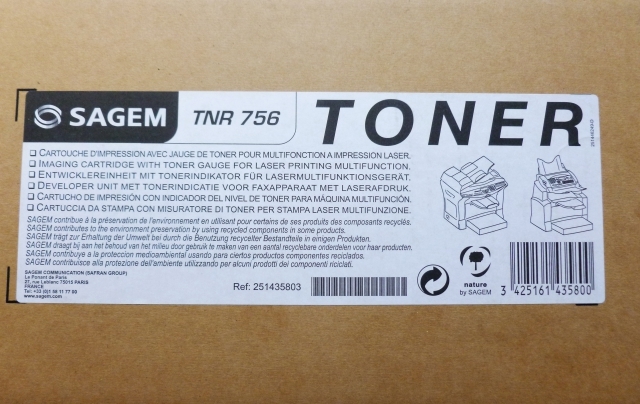 SAGEM TNR 756 TONER
□ CARTOUCHE D'IMPRESSION AVEC JAUGE DE TONER POUR MULTIFONCTION A IMPRESSION LASER.
□ IMAGING CARTRIDGE WITH TONER GAUGE FOR LASER PRINTING MULTIFUNCTION.
□ ENTWICKLEREINHEIT MIT TONERINDIKATOR FÜR LASERMULTIFUNKTIONSGERÄT.
□ DEVELOPER UNIT MET TONERINDICATIE VOOR FAXAPPARAAT MET LASERAFDRUK.
□ CARTUCHO DE IMPRESIÓN CON INDICADOR DEL NIVEL DE TONER PARA MÁQUINA MULTIFUNCIÓN.
□ CARTUCCIA DA STAMPA CON MISURATORE DI TONER PER STAMPA LASER MULTIFUNZIONE.
SAGEM contribue à la préservation de l'environnement en utilisant pour certains de ses produits des composants recyclés.
SAGEM contributes to the environment preservation by using recycled components in some products.
SAGEM trägt zur Erhaltung der Umwelt bei durch die Benutzung recycelter Bestandteile in einigen Produkten.
SAGEM draagt bij aan het behoud van het milieu door gebruik te maken van een aantal recyclebare onderdelen voor haar producten.
SAGEM contribuye a la protección medioambiental usando para ciertos productos componentes reciclados.
SAGEM contribuisce alla protezione dell'ambiente utilizzando per alcuni prodotti dei componenti riciclati.
SAGEM COMMUNICATION (SAFRAN GROUP)
Le Ponant de Paris
27, rue Leblanc 75015 PARIS
FRANCE
Tel: +33 (0)1 58 11 77 00
www.sagem.com
Ref: 251435803
nature
by SAGEM
3 425161 435800